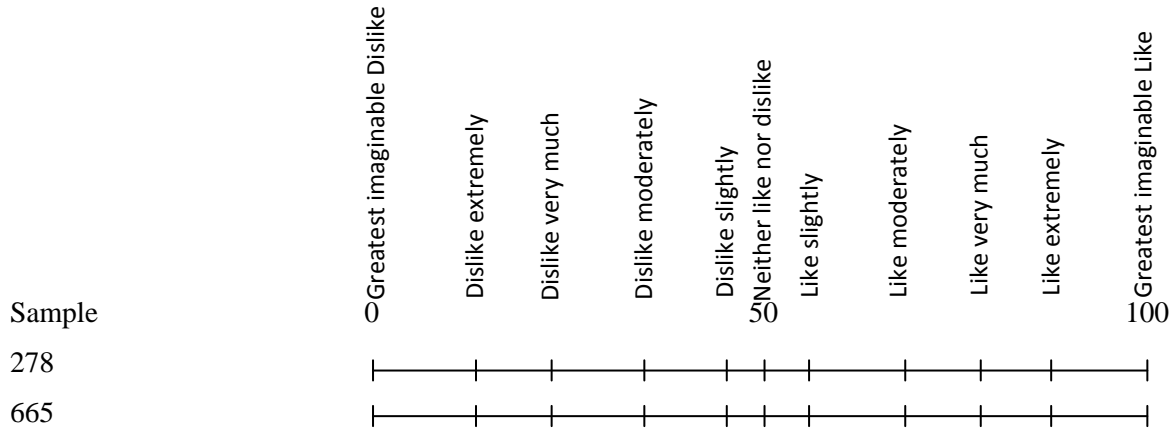 Greatest imaginable Dislike
Dislike extremely
Dislike very much
Dislike moderately
Dislike slightly
Neither like nor dislike
Like slightly
Like moderately
Like very much
Like extremely
Greatest imaginable Like
Sample 0 50 100
278
665